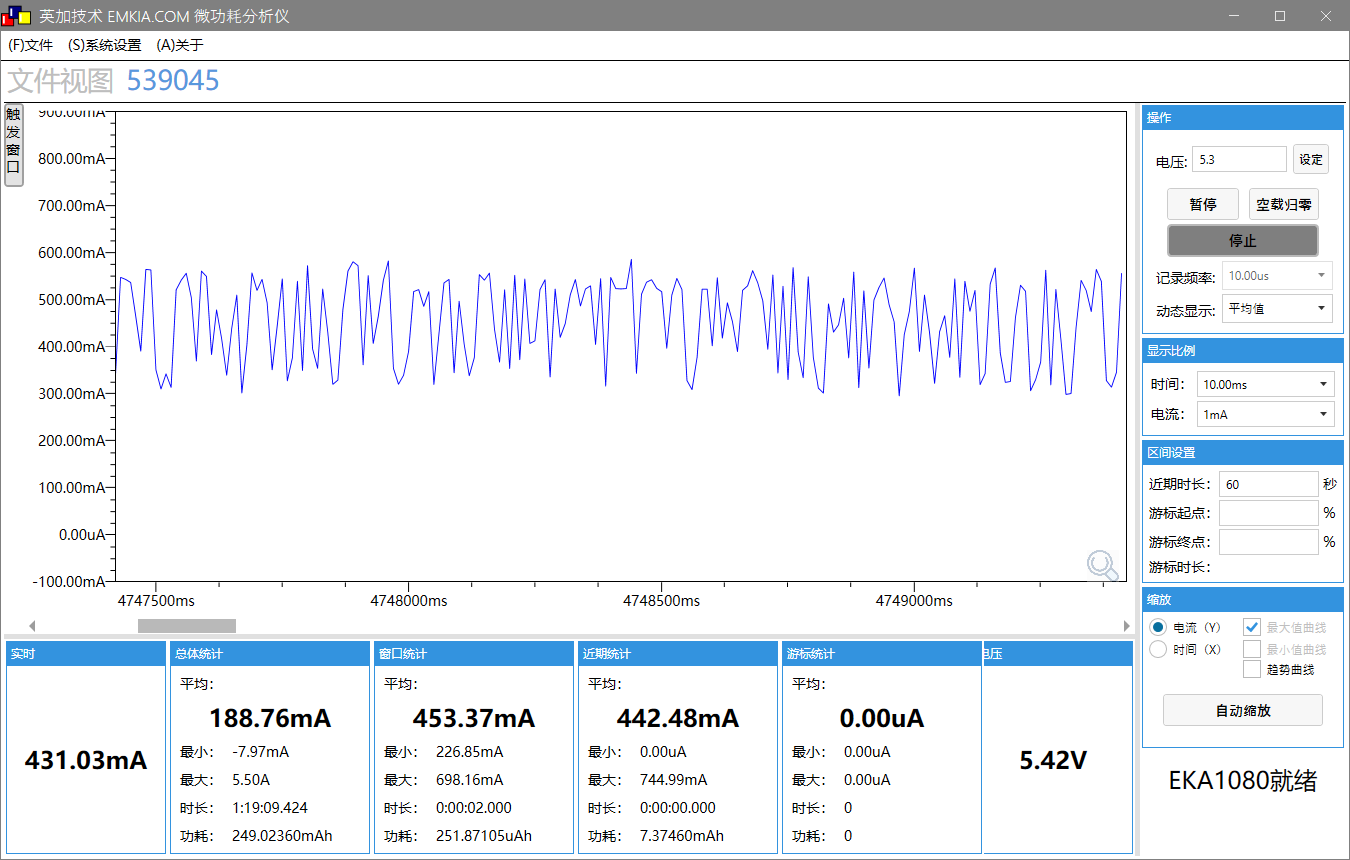 英加技术 EMKIA.COM 微功耗分析仪
(F)文件 (S)系统设置 (A)关于
文件视图 539045
触发窗口
900.00mA
800.00mA
700.00mA
600.00mA
500.00mA
400.00mA
300.00mA
200.00mA
100.00mA
0.00uA
-100.00mA
4747500ms 4748000ms 4748500ms 4749000ms
操作
电压: 5.3 设定
暂停 空载归零
停止
记录频率: 10.00us
动态显示: 平均值
显示比例
时间: 10.00ms
电流: 1mA
区间设置
近期时长: 60 秒
游标起点: %
游标终点: %
游标时长:
缩放
电流（Y） 最大值曲线
时间（X） 最小值曲线
趋势曲线
自动缩放
EKA1080就绪
实时
431.03mA
总体统计
平均:
188.76mA
最小: -7.97mA
最大: 5.50A
时长: 1:19:09.424
功耗: 249.02360mAh
窗口统计
平均:
453.37mA
最小: 226.85mA
最大: 698.16mA
时长: 0:00:02.000
功耗: 251.87105uAh
近期统计
平均:
442.48mA
最小: 0.00uA
最大: 744.99mA
时长: 0:00:00.000
功耗: 7.37460mAh
游标统计
平均:
0.00uA
最小: 0.00uA
最大: 0.00uA
时长: 0
功耗: 0
电压
5.42V